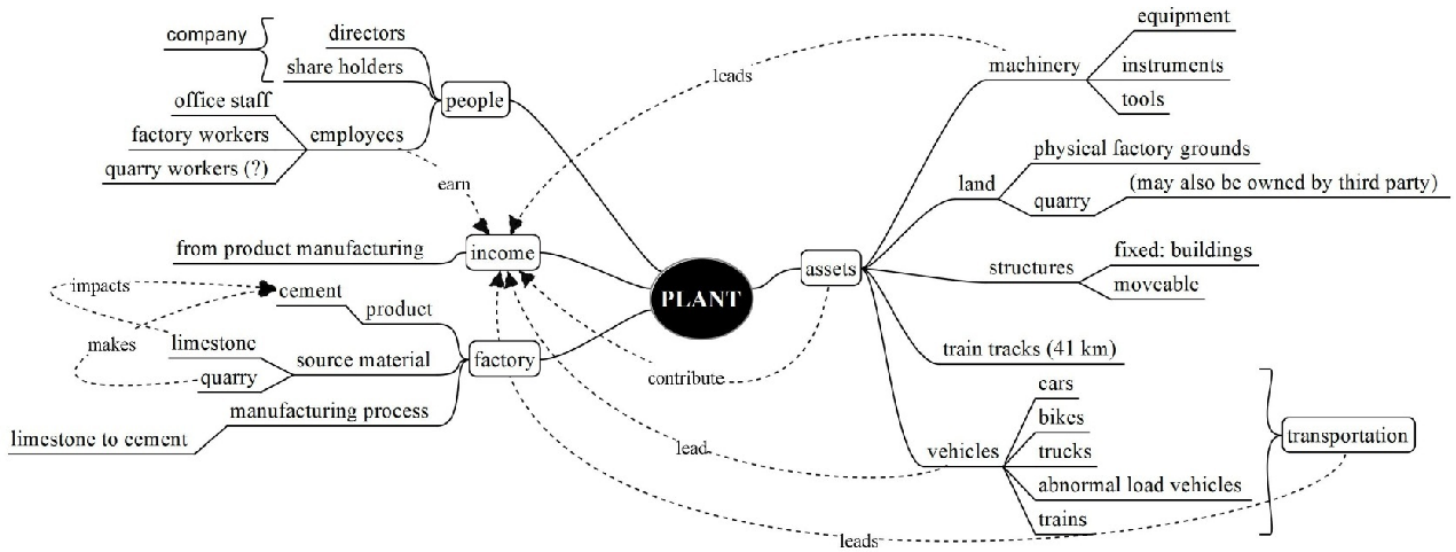 company
directors
share holders
people
office staff
factory workers
employees
quarry workers (?)
earn
leads
machinery
equipment
instruments
tools
physical factory grounds
land
quarry
(may also be owned by third party)
from product manufacturing
income
PLANT
assets
structures
fixed: buildings
moveable
impacts
cement
product
makes
limestone
source material
factory
quarry
manufacturing process
limestone to cement
contribute
train tracks (41 km)
cars
bikes
vehicles
trucks
abnormal load vehicles
trains
transportation
lead
leads